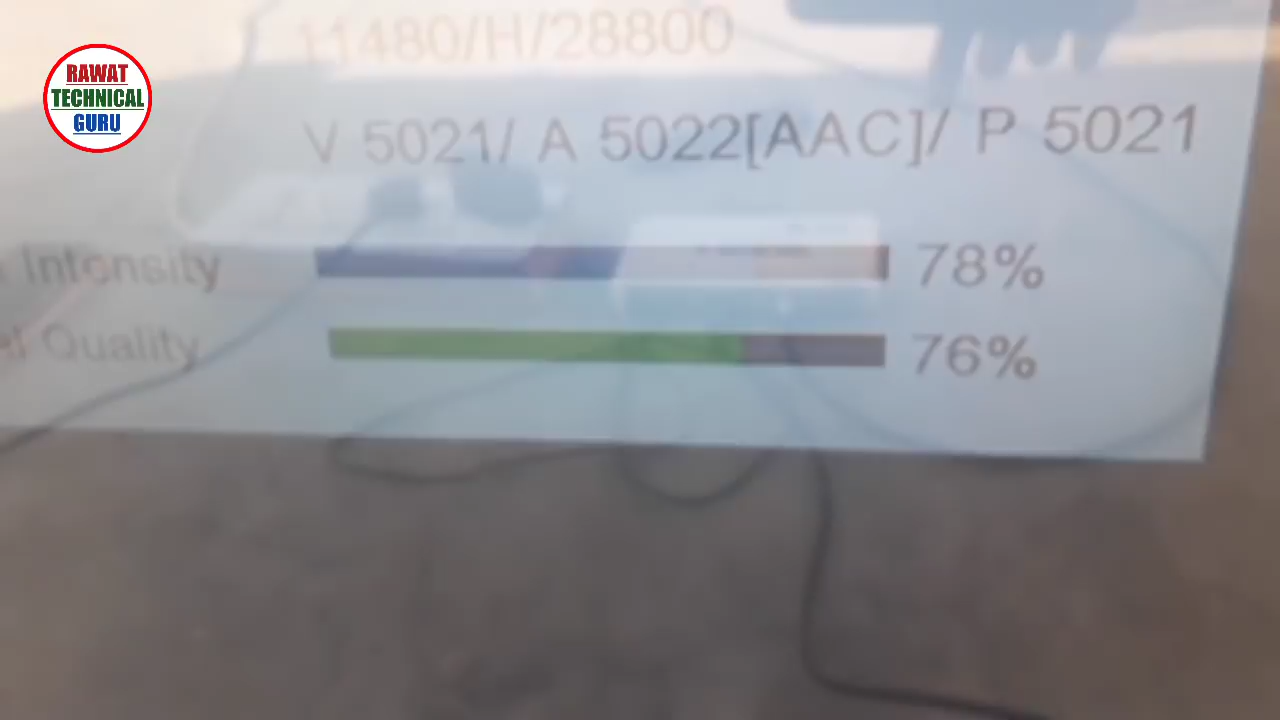 RAWAT
TECHNICAL
GURU
11480/H/28800
V 5021/ A 5022[AAC]/ P 5021
Intensity 78%
Quality 76%